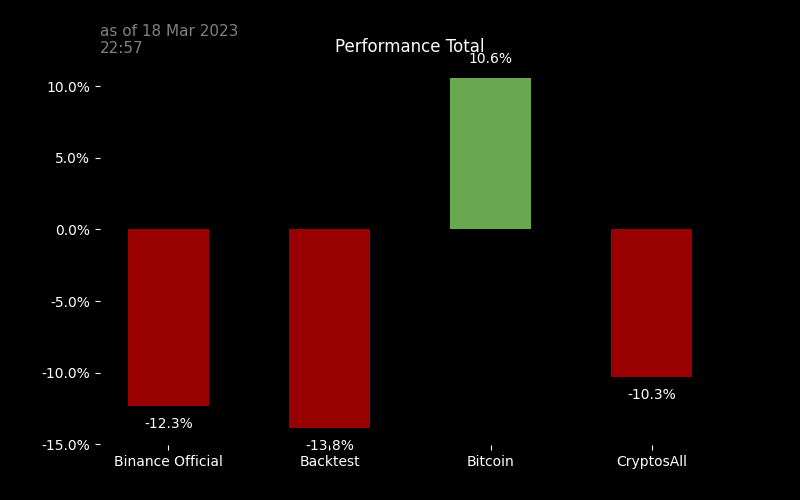 as of 18 Mar 2023
22:57
Performance Total
10.6%
10.0%
5.0%
0.0%
-5.0%
-10.0%
-15.0%
-12.3%
-13.8%
-10.3%
Binance Official
Backtest
Bitcoin
CryptosAll